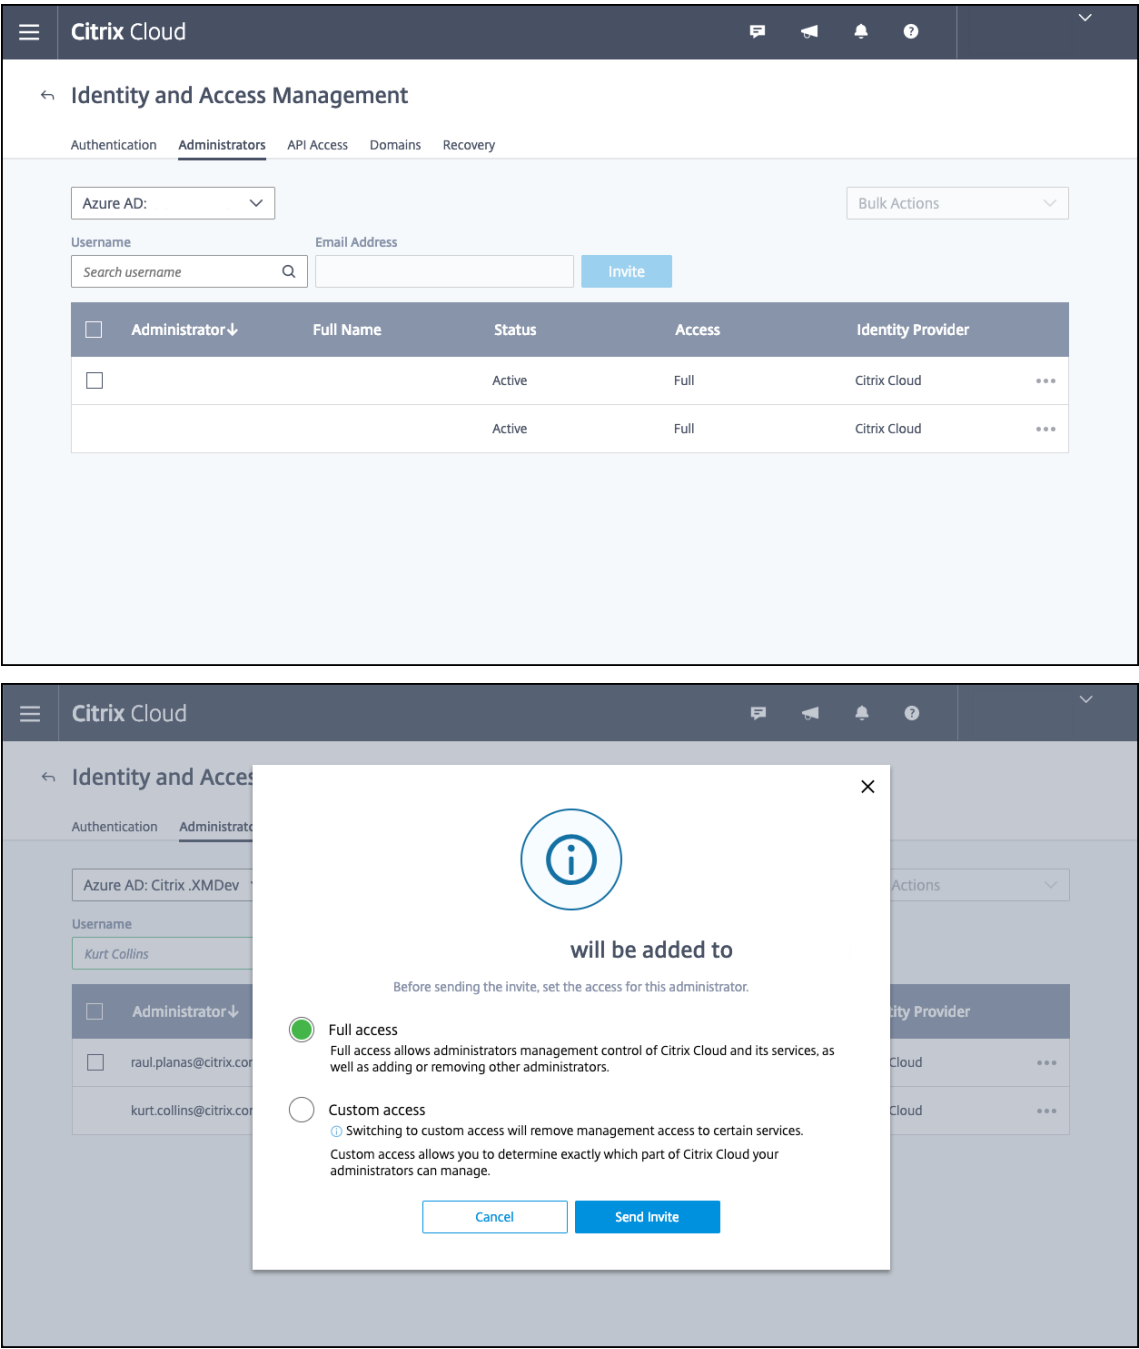 Citrix Cloud
Identity and Access Management
Authentication Administrators API Access Domains Recovery
Azure AD: Bulk Actions
Username Email Address
Search username Invite
Administrator↓ Full Name Status Access Identity Provider
Active Full Citrix Cloud
Active Full Citrix Cloud
Citrix Cloud
Identity and Acces
Authentication Administrato
Azure AD: Citrix .XMDev Actions
Username
Kurt Collins
Administrator↓ tity Provider
raul.planas@citrix.cor Cloud
kurt.collins@citrix.cor Cloud
will be added to
Before sending the invite, set the access for this administrator.
Full access
Full access allows administrators management control of Citrix Cloud and its services, as
well as adding or removing other administrators.
Custom access
Switching to custom access will remove management access to certain services.
Custom access allows you to determine exactly which part of Citrix Cloud your
administrators can manage.
Cancel Send Invite